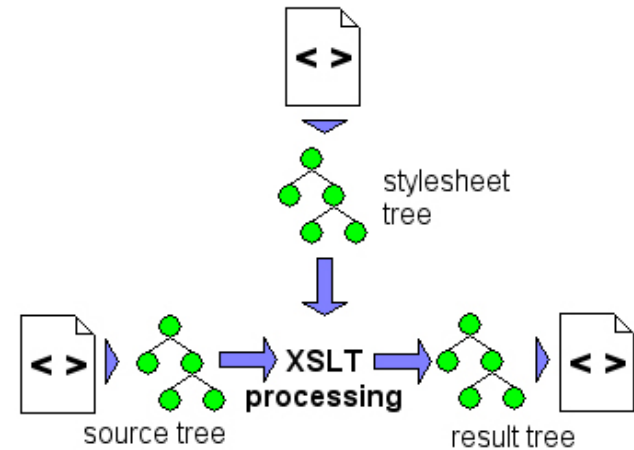 < >
stylesheet
tree
< >
XSLT
processing
< >
source tree
result tree